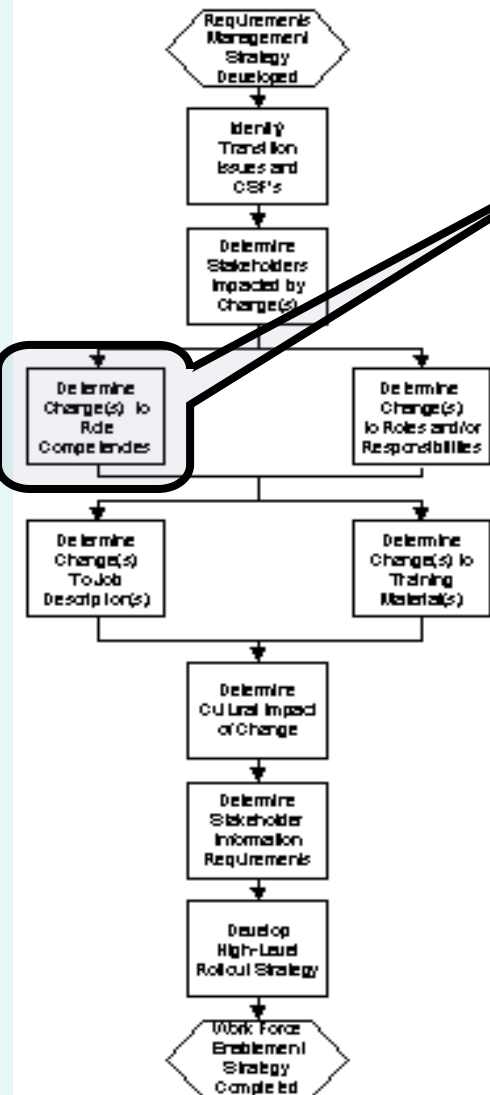 Requirements
Management
Strategy
Developed
Identify
Transition
Issues and
CSF's
Determine
Stakeholders
Impacted by
Change(s)
Determine
Change(s) to
Role
Competencies
Determine
Change(s)
to Roles and/or
Responsibilities
Determine
Change(s)
To Job
Description(s)
Determine
Change(s) to
Training
Material(s)
Determine
Cultural Impact
of Change
Determine
Stakeholder
Information
Requirements
Develop
High-Level
Rollout Strategy
Work Force
Enablement
Strategy
Completed